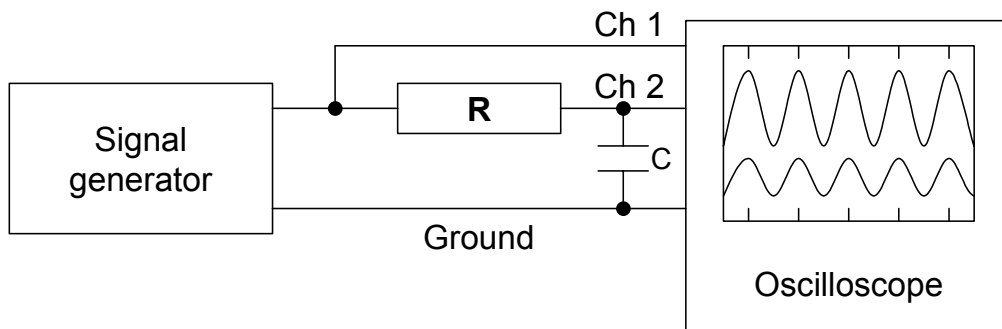 Ch 1
Signal
generator
R
Ch 2
C
Ground
Oscilloscope